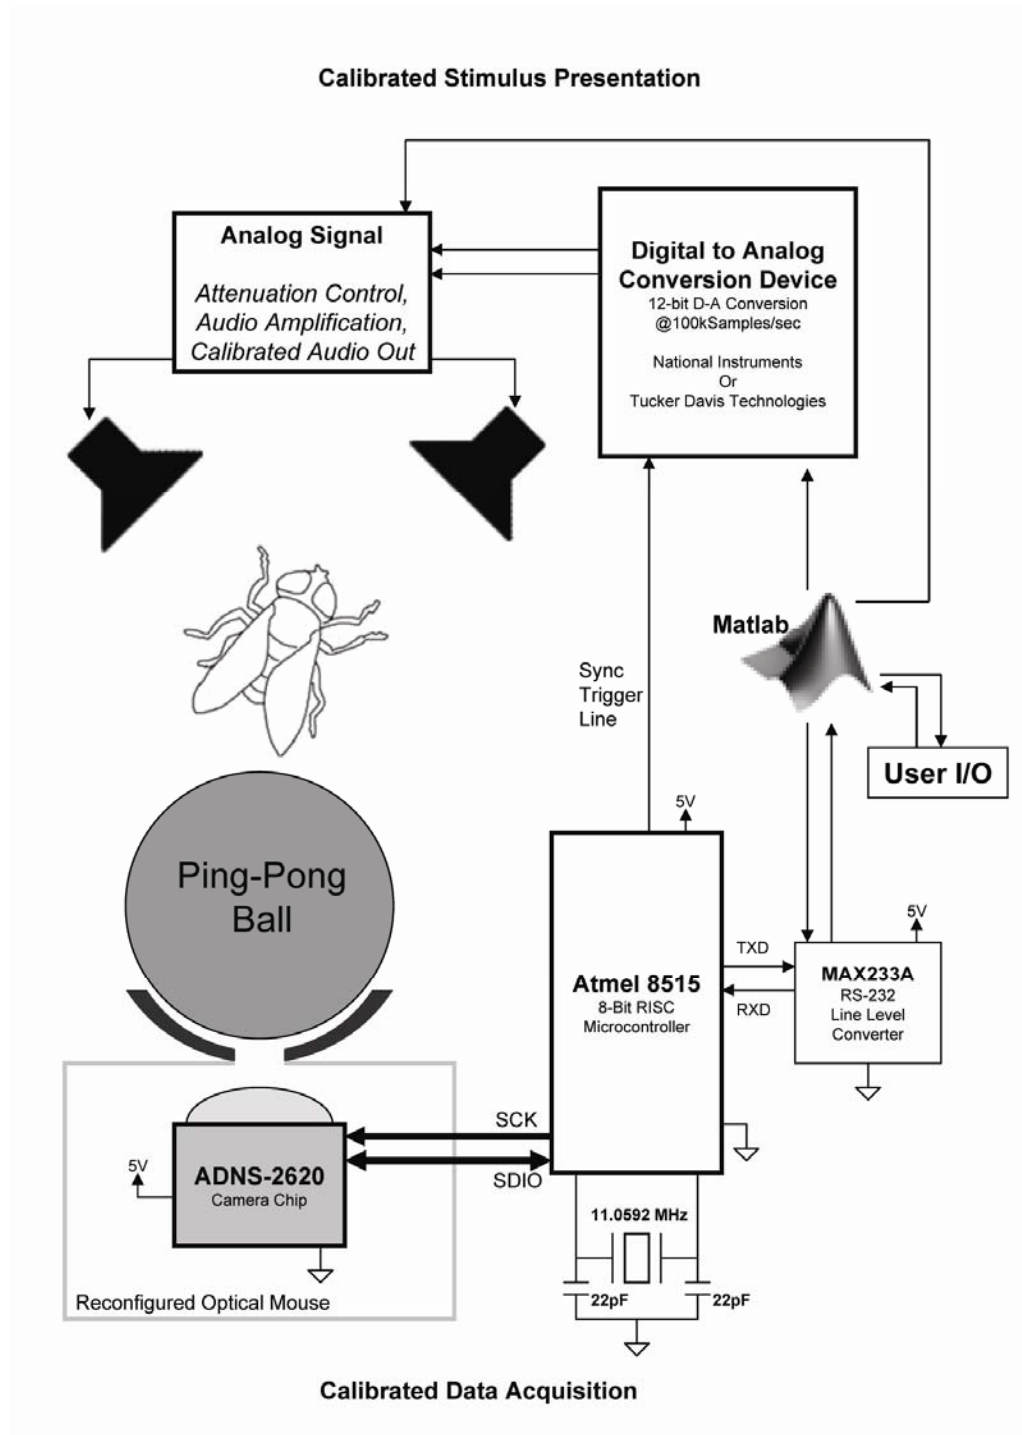 Calibrated Stimulus Presentation
Analog Signal
Attenuation Control,
Audio Amplification,
Calibrated Audio Out
Digital to Analog
Conversion Device
12-bit D-A Conversion
@100kSamples/sec
National Instruments
Or
Tucker Davis Technologies
Matlab
Sync
Trigger
Line
User I/O
Ping-Pong
Ball
5V
Atmel 8515
8-Bit RISC
Microcontroller
TXD
RXD
5V
MAX233A
RS-232
Line Level
Converter
SCK
SDIO
5V
ADNS-2620
Camera Chip
Reconfigured Optical Mouse
11.0592 MHz
22pF
22pF
Calibrated Data Acquisition